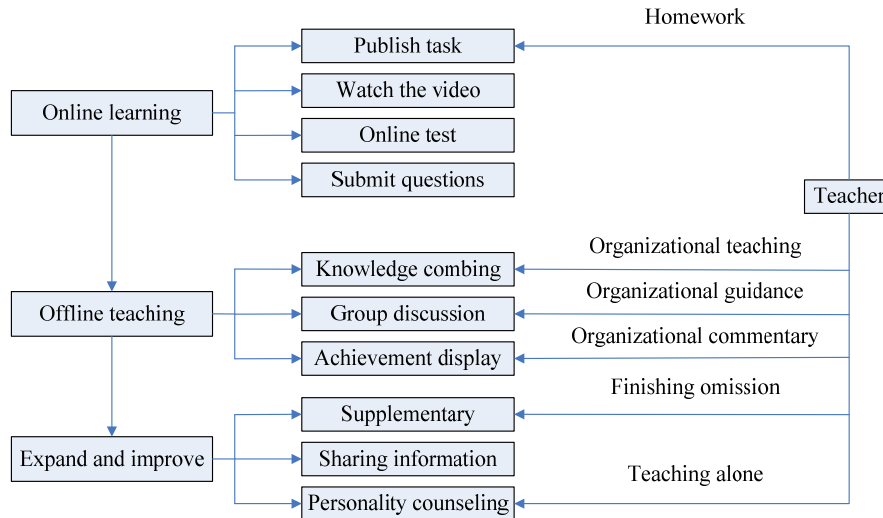 Homework
Publish task
Watch the video
Online learning
Online test
Submit questions
Teacher
Organizational teaching
Knowledge combing
Organizational guidance
Offline teaching
Group discussion
Organizational commentary
Achievement display
Finishing omission
Supplementary
Expand and improve
Sharing information
Teaching alone
Personality counseling